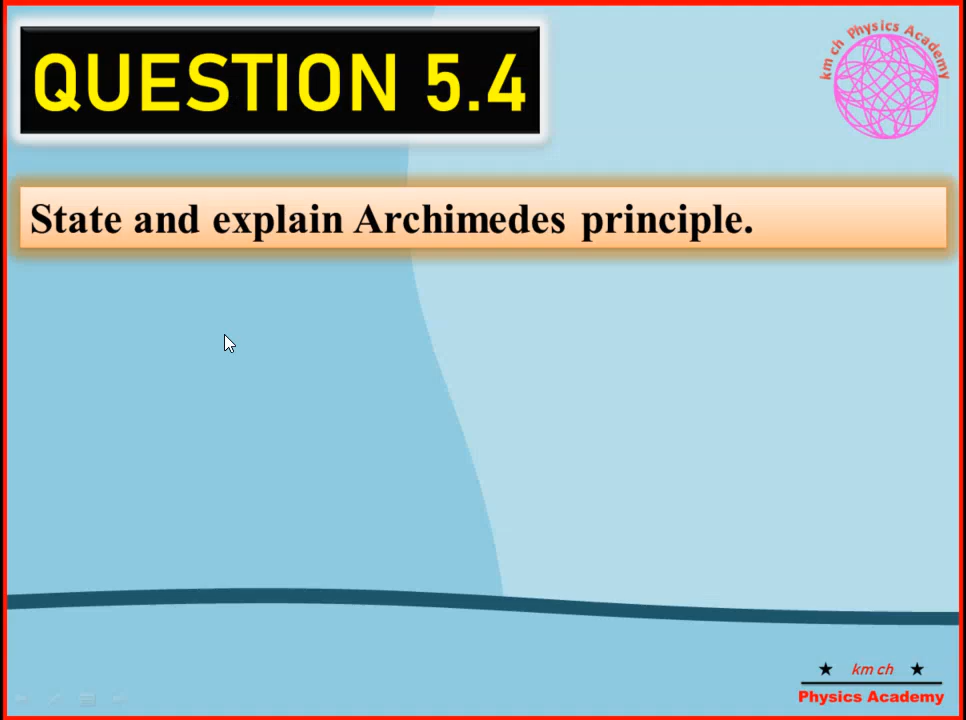 QUESTION 5.4
km ch Physics Academy
State and explain Archimedes principle.
★ km ch ★
Physics Academy